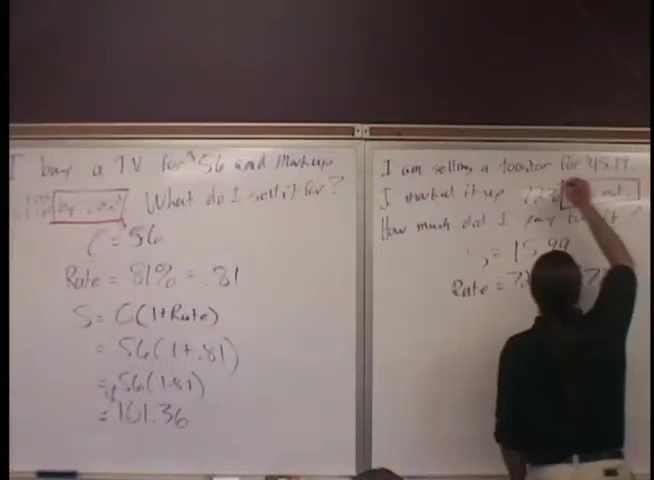 I buy a TV for $56 and Markup
What do I sell it for?
C = 56
Rate = 81% = .81
S = C(1+Rate)
= 56(1+.81)
= 56(1.81)
= $101.36
I am selling a toaster for
I marked it up
How much did I pay for it?
S = 15.99
Rate =